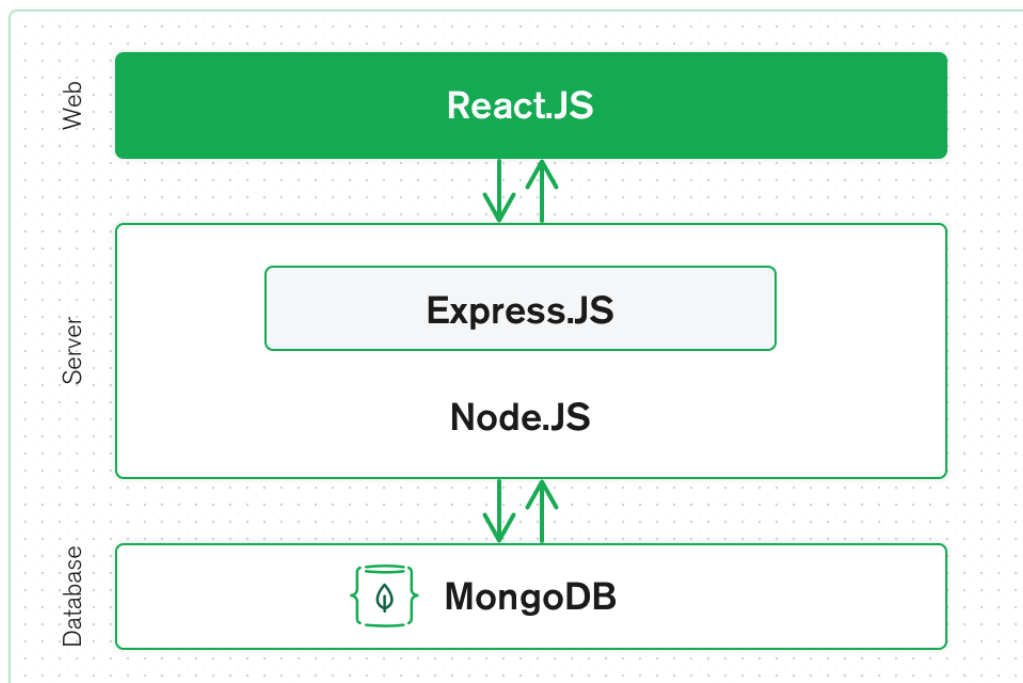 Web
React.JS
Server
Express.JS
Node.JS
Database
MongoDB